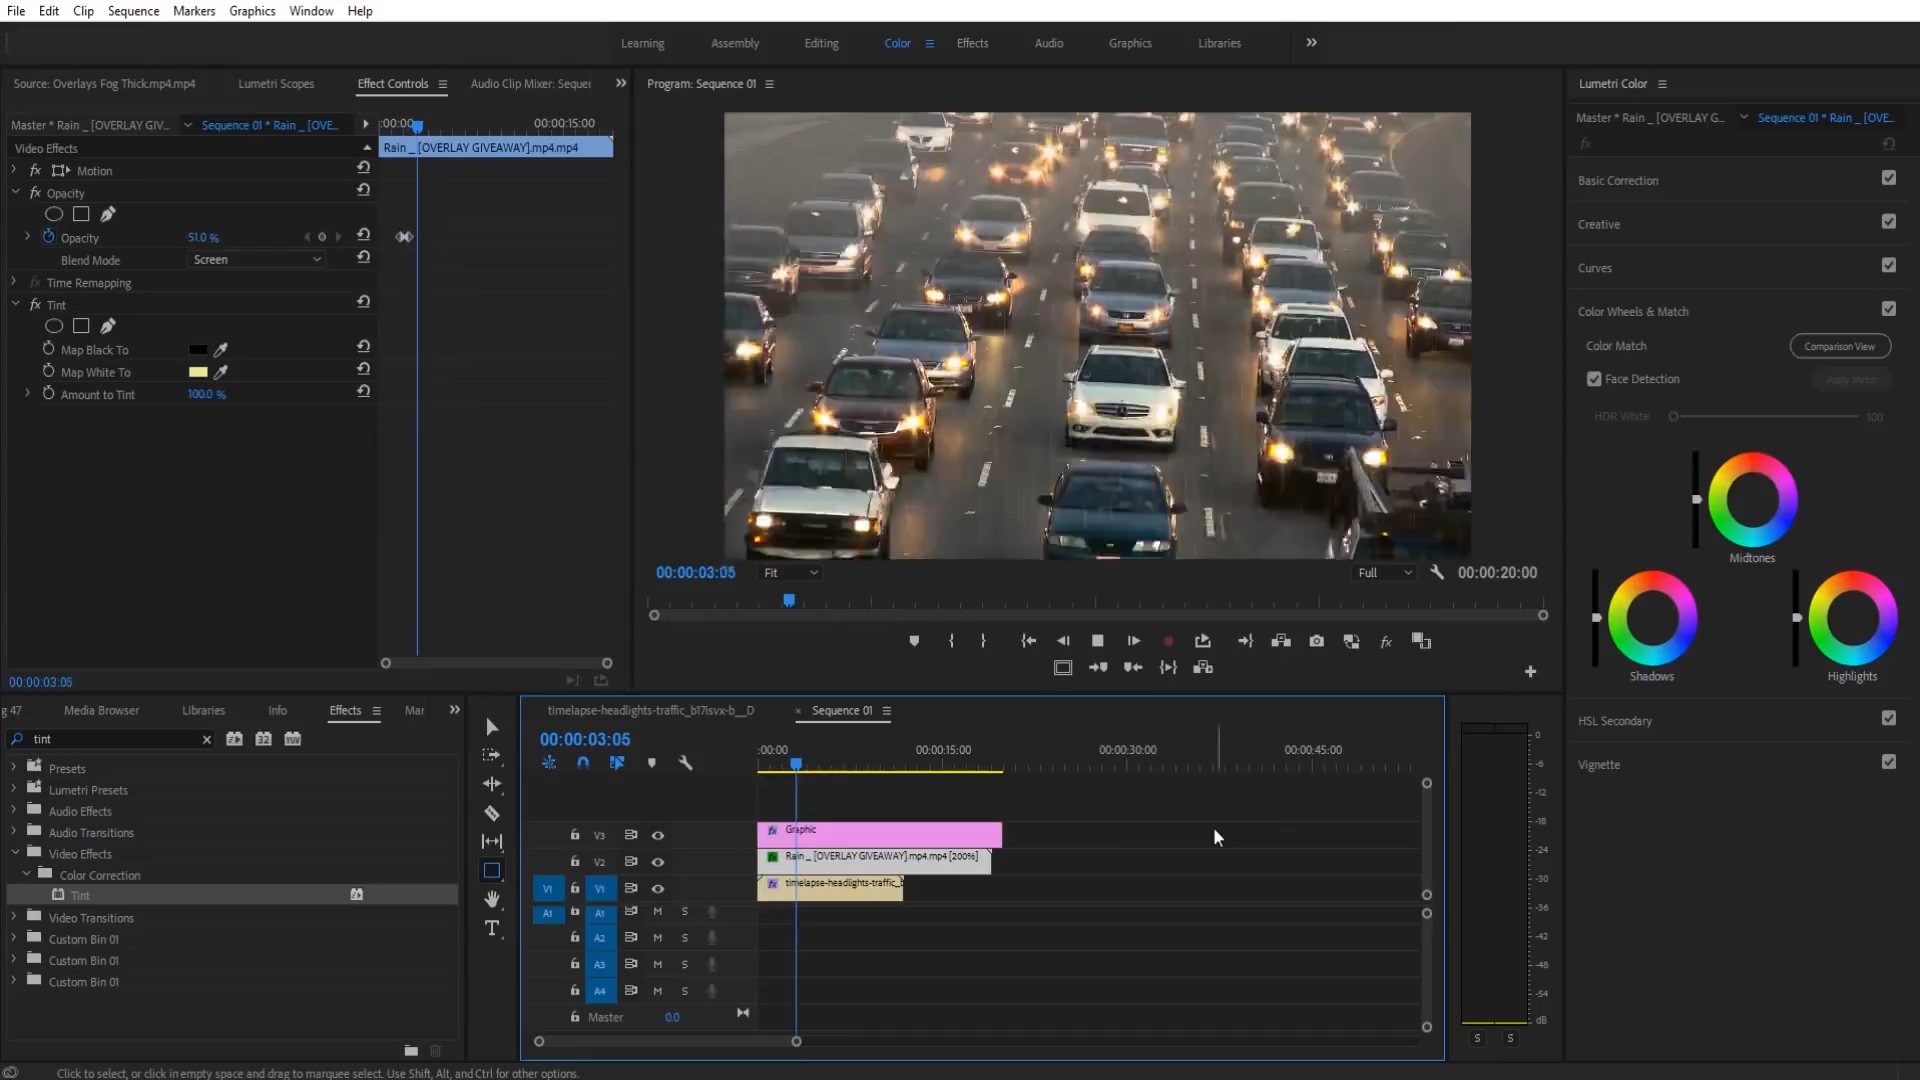 File Edit Clip Sequence Markers Graphics Window Help
Learning Assembly Editing Color Effects Audio Graphics Libraries
Source: Overlays Fog Thick.mp4.mp4 Lumetri Scopes Effect Controls Audio Clip Mixer: Sequer
Program: Sequence 01
Lumetri Color
Master * Rain _ [OVERLAY GIV... Sequence 01 * Rain _ [OVE...
:00:00 00:00:15:00
Video Effects
Rain _ [OVERLAY GIVEAWAY].mp4.mp4
fx Motion
fx Opacity
Opacity 51.0 %
Blend Mode Screen
fx Time Remapping
fx Tint
Map Black To
Map White To
Amount to Tint 100.0 %
00:00:03:05
00:00:03:05 Fit Full 00:00:20:00
fx
Master * Rain _ [OVERLAY G... Sequence 01 * Rain _ [OVE...
fx
Basic Correction
Creative
Curves
Color Wheels & Match
Color Match Comparison View
Face Detection Apply Match
HDR White 100
Midtones
Shadows Highlights
HSL Secondary
Vignette
g 47 Media Browser Libraries Info Effects Mar
tint 32 YUV
Presets
Lumetri Presets
Audio Effects
Audio Transitions
Video Effects
Color Correction
Tint
Video Transitions
Custom Bin 01
Custom Bin 01
Custom Bin 01
T
timelapse-headlights-traffic_b17isvx-b__D × Sequence 01
00:00:03:05
:00:00 00:00:15:00 00:00:30:00 00:00:45:00
V3 fx Graphic
V2 fx Rain _ [OVERLAY GIVEAWAY].mp4.mp4 [200%]
V1 V1 fx timelapse-headlights-traffic_b
A1 A1 M S
A2 M S
A3 M S
A4 M S
Master 0.0
0
-6
-12
-18
-24
-30
-36
-42
-48
-54
dB
S S
Click to select, or click in empty space and drag to marquee select. Use Shift, Alt, and Ctrl for other options.